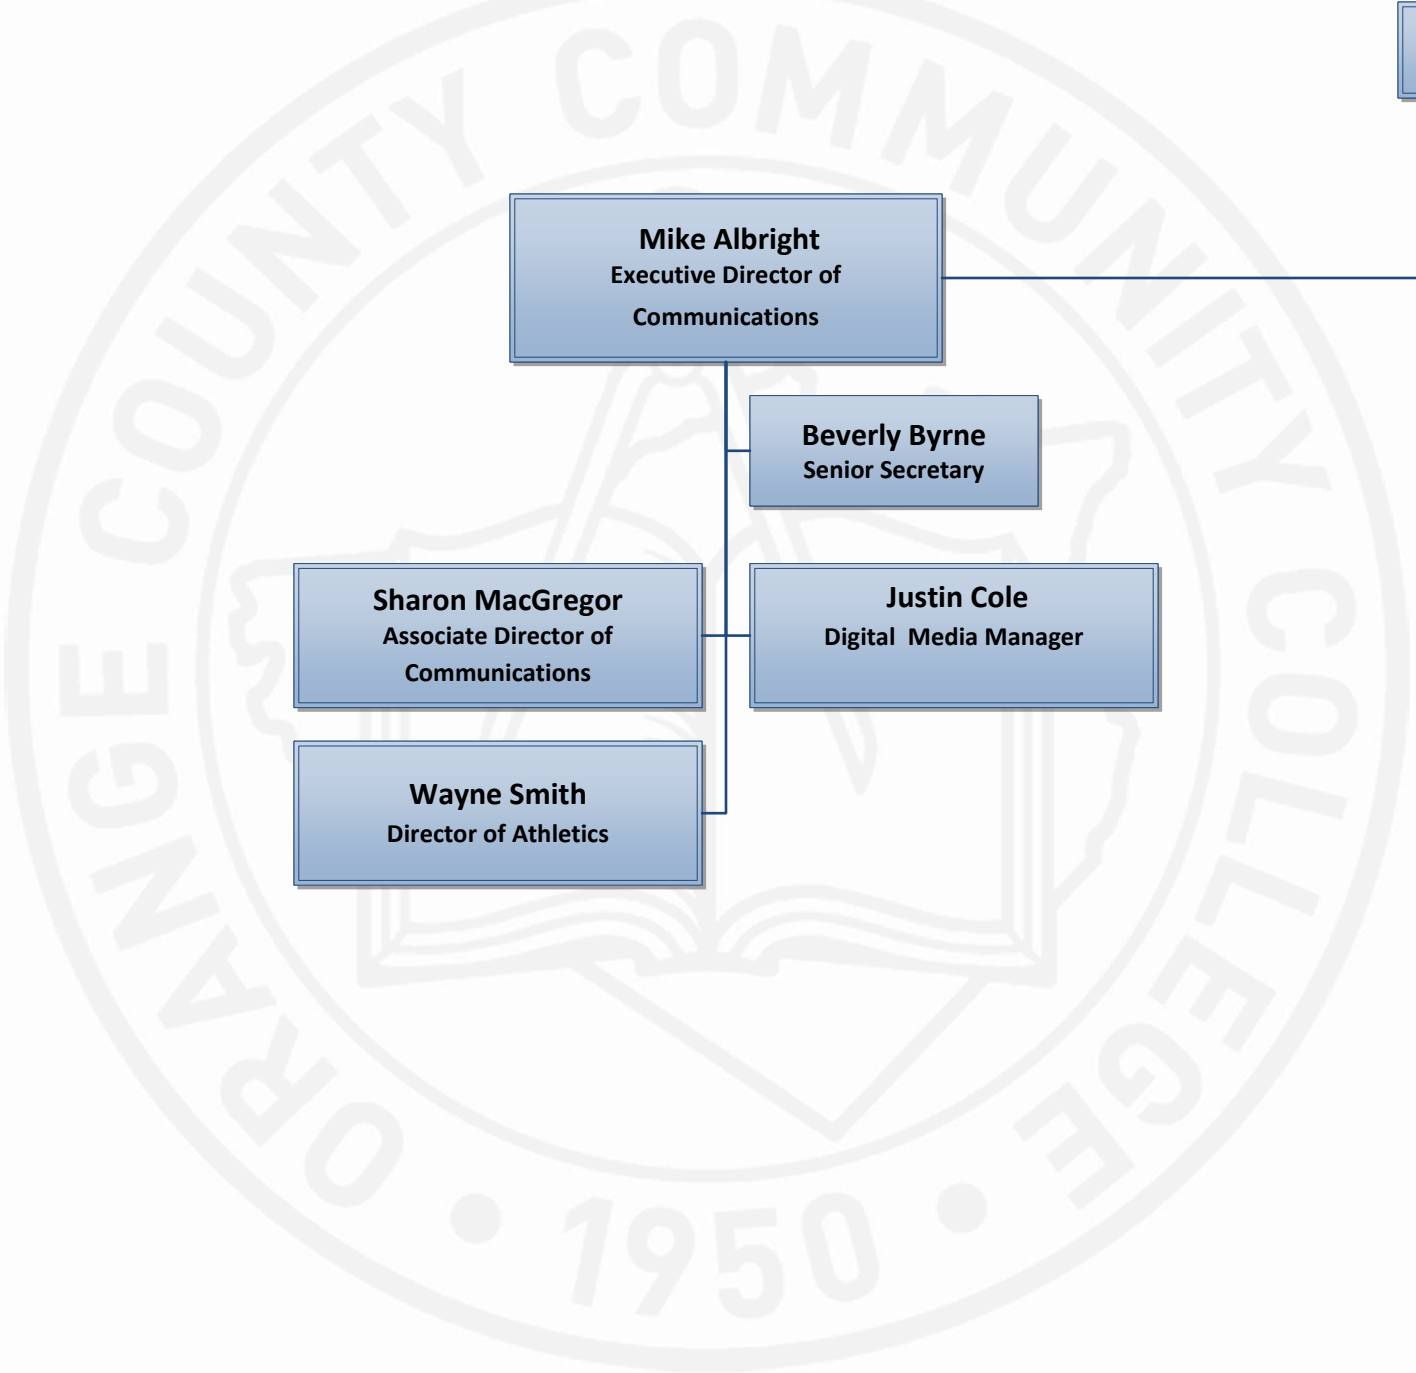 ORANGE COUNTY COMMUNITY COLLEGE
Mike Albright
Executive Director of
Communications
Beverly Byrne
Senior Secretary
Sharon MacGregor
Associate Director of
Communications
Justin Cole
Digital  Media Manager
Wayne Smith
Director of Athletics
1950